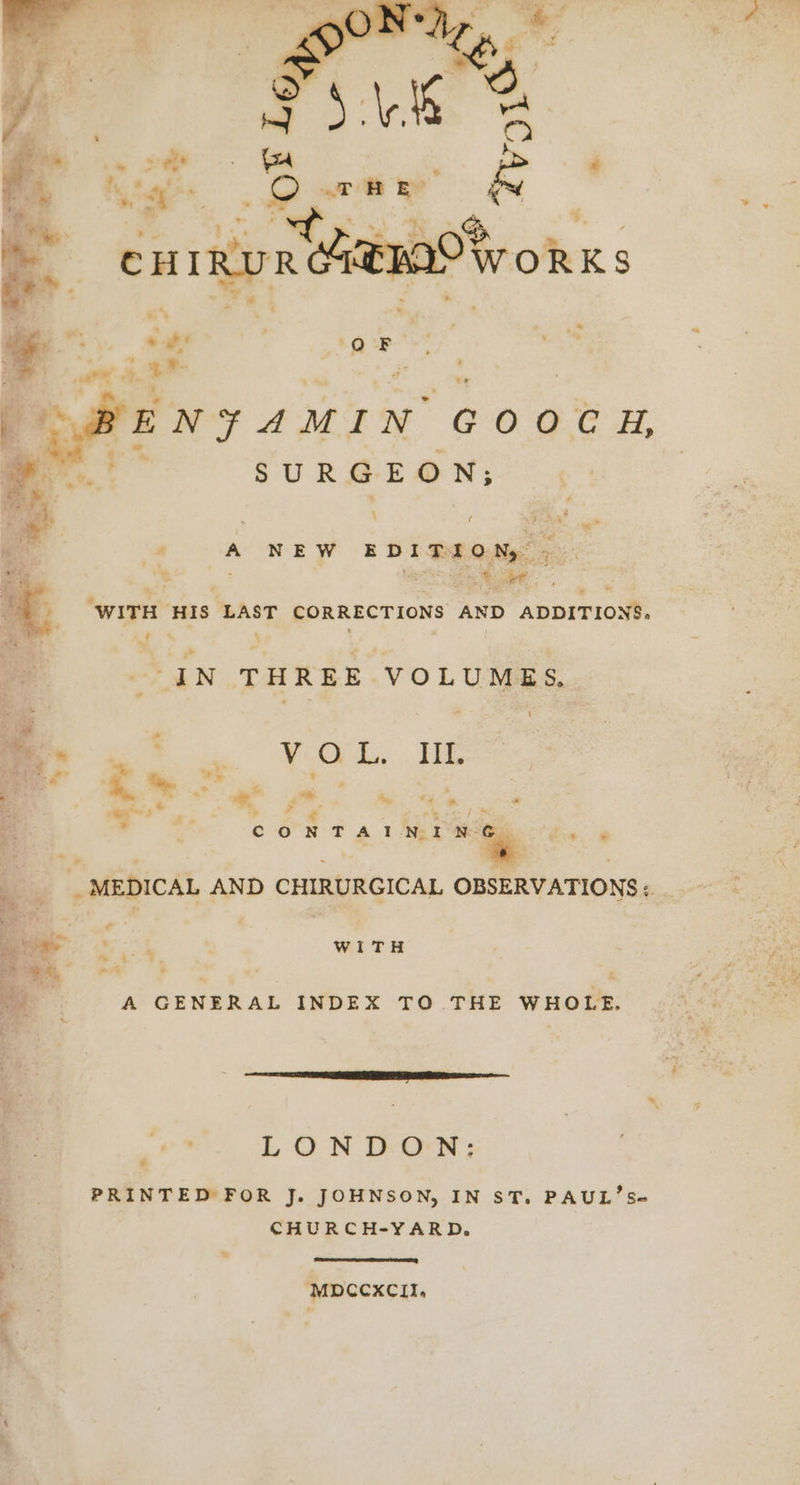 THE
CHIRURGICAL WORKS
OF
BENJAMIN GOOCH,
SURGEON;
A NEW EDITION,
WITH HIS LAST CORRECTIONS AND ADDITIONS.
IN THREE VOLUMES.
VOL. III.
CONTAINING
MEDICAL AND CHIRURGICAL OBSERVATIONS:
WITH
A GENERAL INDEX TO THE WHOLE.
LONDON:
PRINTED FOR J. JOHNSON, IN ST. PAUL'S-
CHURCH-YARD.
MDCCXCII.